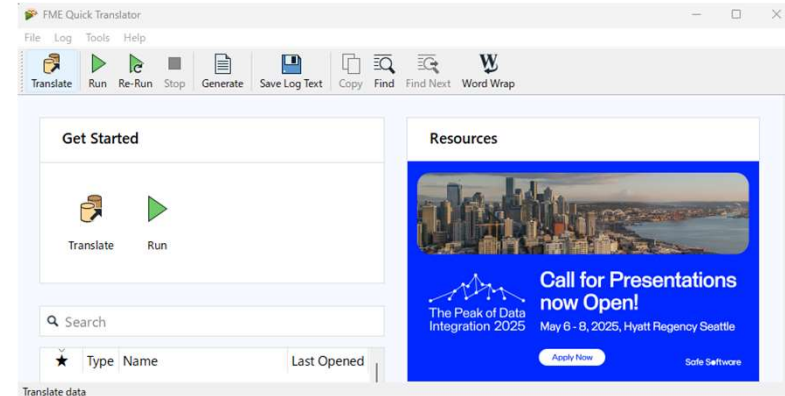 FME Quick Translator
File Log Tools Help
Translate Run Re-Run Stop Generate Save Log Text Copy Find Find Next Word Wrap
Get Started
Translate Run
Search
Type Name Last Opened
Resources
The Peak of Data
Integration 2025
Call for Presentations
now Open!
May 6 - 8, 2025, Hyatt Regency Seattle
Apply Now
Safe Software
Translate data